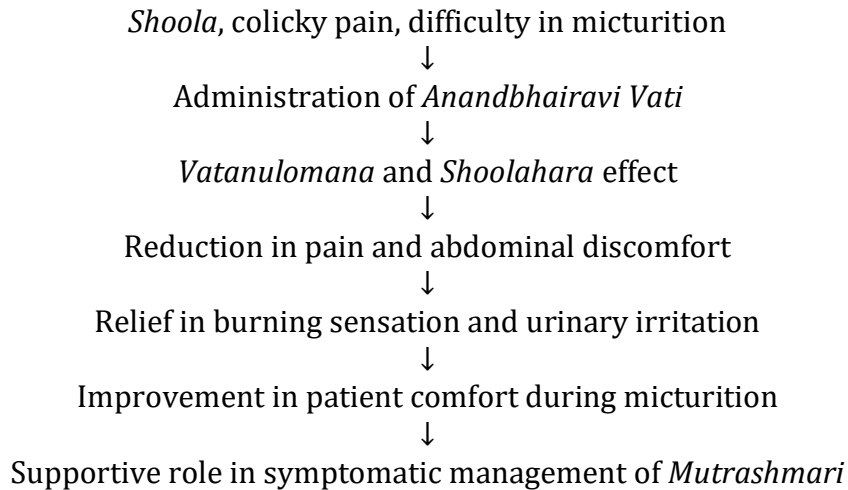 Shoola, colicky pain, difficulty in micturition
↓
Administration of Anandbhairavi Vati
↓
Vatanulomana and Shoolahara effect
↓
Reduction in pain and abdominal discomfort
↓
Relief in burning sensation and urinary irritation
↓
Improvement in patient comfort during micturition
↓
Supportive role in symptomatic management of Mutrashmari